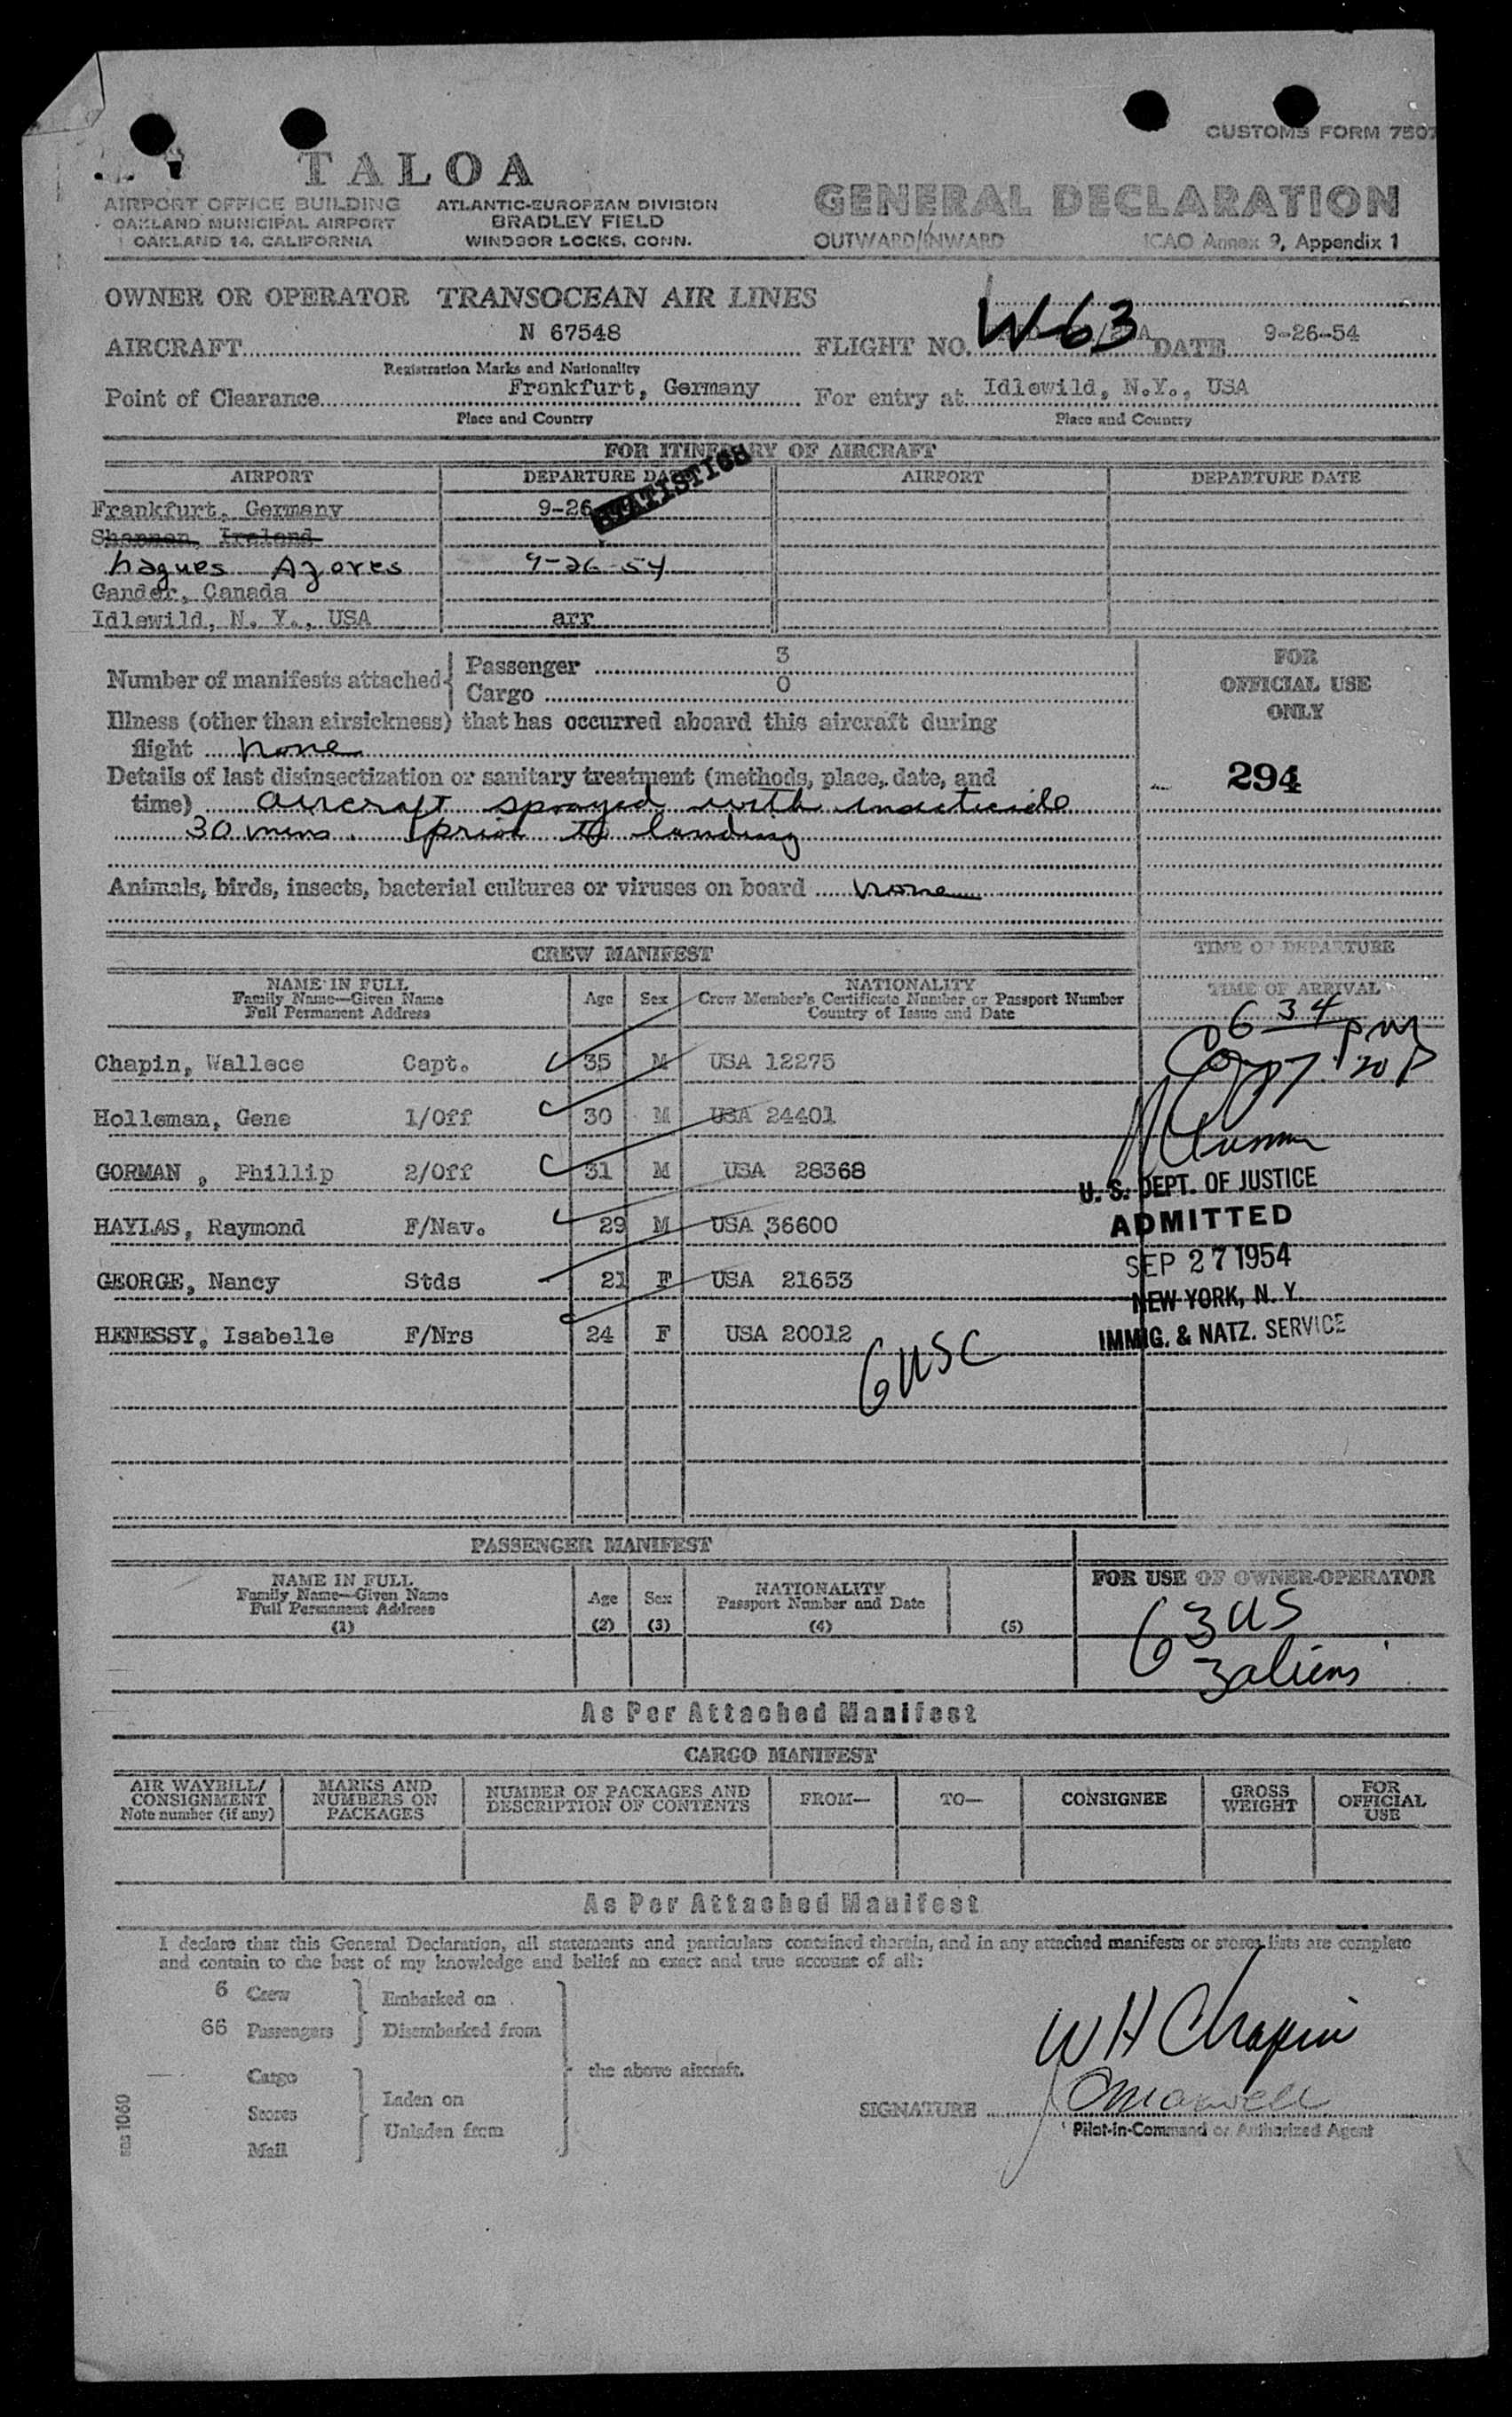 CUSTOMS FORM 7507
TALOA
AIRPORT OFFICE BUILDING
OAKLAND MUNICIPAL AIRPORT
OAKLAND 14, CALIFORNIA
ATLANTIC-EUROPEAN DIVISION
BRADLEY FIELD
WINDSOR LOCKS, CONN.
GENERAL DECLARATION
OUTWARD/INWARD ICAO Annex 9, Appendix 1
OWNER OR OPERATOR TRANSOCEAN AIR LINES
AIRCRAFT N 67548 FLIGHT NO. W-63 DATE 9-26-54
Registration Marks and Nationality
Point of Clearance Frankfurt, Germany For entry at Idlewild, N.Y., USA
Place and Country Place and Country
FOR ITINERARY OF AIRCRAFT
AIRPORT DEPARTURE DATE AIRPORT DEPARTURE DATE
STATISTICS
Frankfurt, Germany 9-26
Shannon, Ireland
Lagues Azores 9-26-54
Gander, Canada
Idlewild, N. Y., USA arr
Number of manifests attached Passenger 3
Cargo 0
FOR
OFFICIAL USE
ONLY
Illness (other than airsickness) that has occurred aboard this aircraft during
flight none
Details of last disinsectization or sanitary treatment (methods, place, date, and
time) aircraft sprayed with insecticide
30 mins. prior to landing
294
Animals, birds, insects, bacterial cultures or viruses on board none
CREW MANIFEST
TIME OF DEPARTURE
NAME IN FULL
Family Name—Given Name
Full Permanent Address
Age Sex
NATIONALITY
Crew Member's Certificate Number or Passport Number
Country of Issue and Date
TIME OF ARRIVAL
6 34 pm
Chapin, Wallece Capt. 35 M USA 12275
Holleman, Gene 1/Off 30 M USA 24401
GORMAN , Phillip 2/Off 31 M USA 28368
HAYLAS, Raymond F/Nav. 29 M USA 36600
GEORGE, Nancy Stds 21 F USA 21653
HENESSY, Isabelle F/Nrs 24 F USA 20012
6 USC
U. S. DEPT. OF JUSTICE
ADMITTED
SEP 27 1954
NEW YORK, N. Y.
IMMIG. & NATZ. SERVICE
PASSENGER MANIFEST
NAME IN FULL
Family Name—Given Name
Full Permanent Address
(1)
Age
(2)
Sex
(3)
NATIONALITY
Passport Number and Date
(4)
(5)
FOR USE OF OWNER-OPERATOR
63 US
3 aliens
As Per Attached Manifest
CARGO MANIFEST
AIR WAYBILL/
CONSIGNMENT
Note number (if any)
MARKS AND
NUMBERS ON
PACKAGES
NUMBER OF PACKAGES AND
DESCRIPTION OF CONTENTS
FROM—
TO—
CONSIGNEE
GROSS
WEIGHT
FOR
OFFICIAL
USE
As Per Attached Manifest
I declare that this General Declaration, all statements and particulars contained therein, and in any attached manifests or stores lists are complete
and contain to the best of my knowledge and belief an exact and true account of all:
6 Crew Embarked on
66 Passengers Disembarked from
the above aircraft.
Cargo
Stores
Mail
Laden on
Unladen from
W H Chapin
SIGNATURE
Pilot-in-Command or Authorized Agent